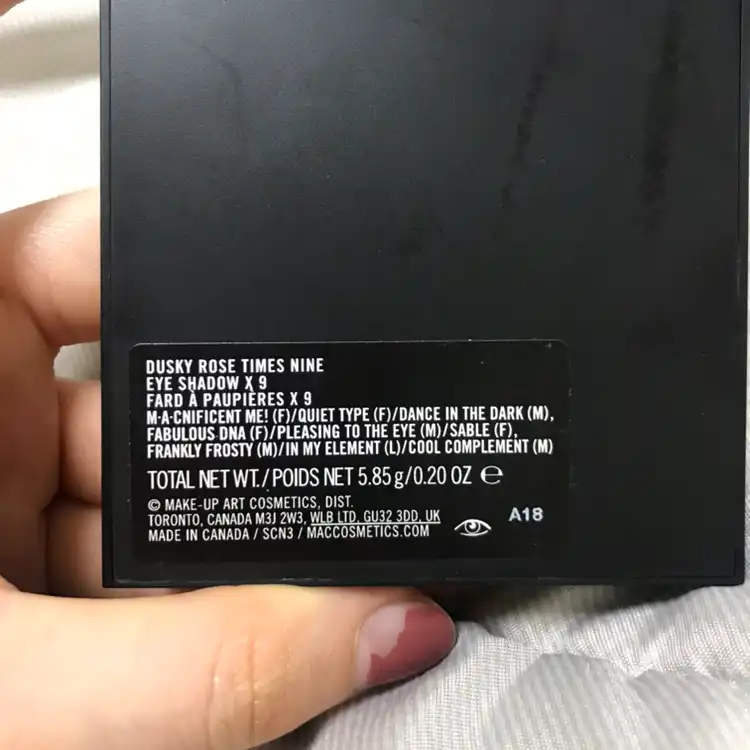 DUSKY ROSE TIMES NINE
EYE SHADOW X 9
FARD À PAUPIÈRES X 9
M·A·CNIFICENT ME! (F)/QUIET TYPE (F)/DANCE IN THE DARK (M),
FABULOUS DNA (F)/PLEASING TO THE EYE (M)/SABLE (F),
FRANKLY FROSTY (M)/IN MY ELEMENT (L)/COOL COMPLEMENT (M)
TOTAL NET WT./POIDS NET 5.85 g/0.20 OZ ℮
© MAKE-UP ART COSMETICS, DIST.
TORONTO, CANADA M3J 2W3, WLB LTD, GU32 3DD, UK
MADE IN CANADA / SCN3 / MACCOSMETICS.COM
A18